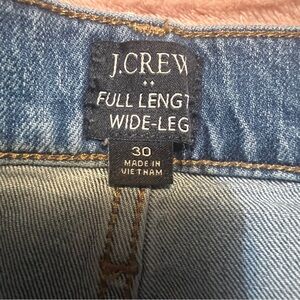 J.CREW
FULL LENGT
WIDE-LEG
30
MADE IN
VIETNAM